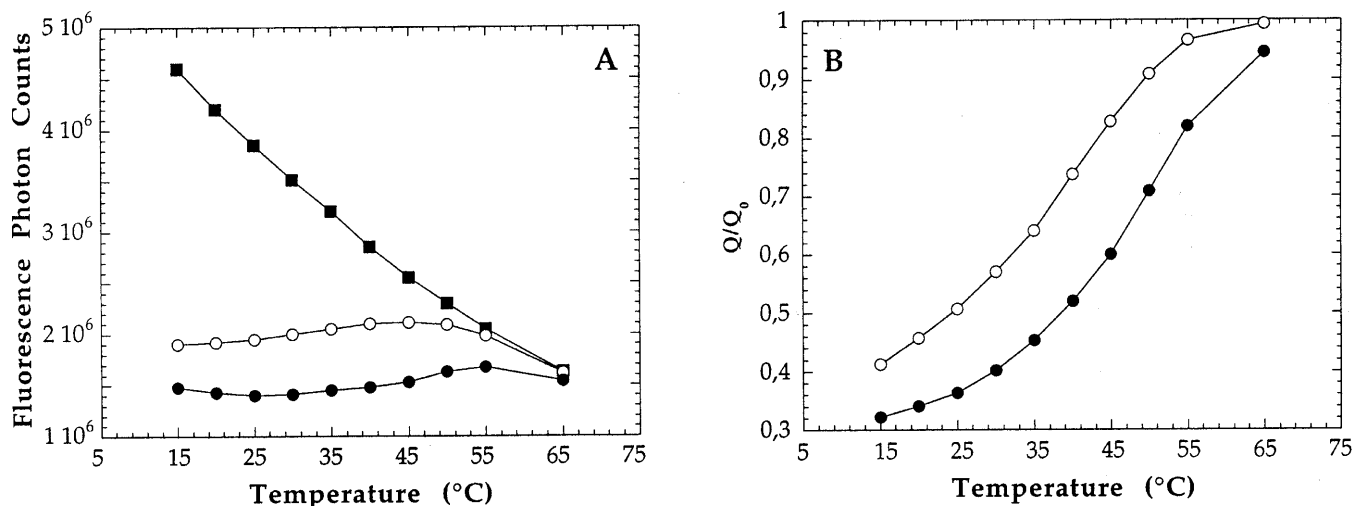 Fluorescence Photon Counts
5 10⁶
4 10⁶
3 10⁶
2 10⁶
1 10⁶
A
5 15 25 35 45 55 65 75
Temperature (°C)
Q/Q₀
1
0,9
0,8
0,7
0,6
0,5
0,4
0,3
B
5 15 25 35 45 55 65 75
Temperature (°C)